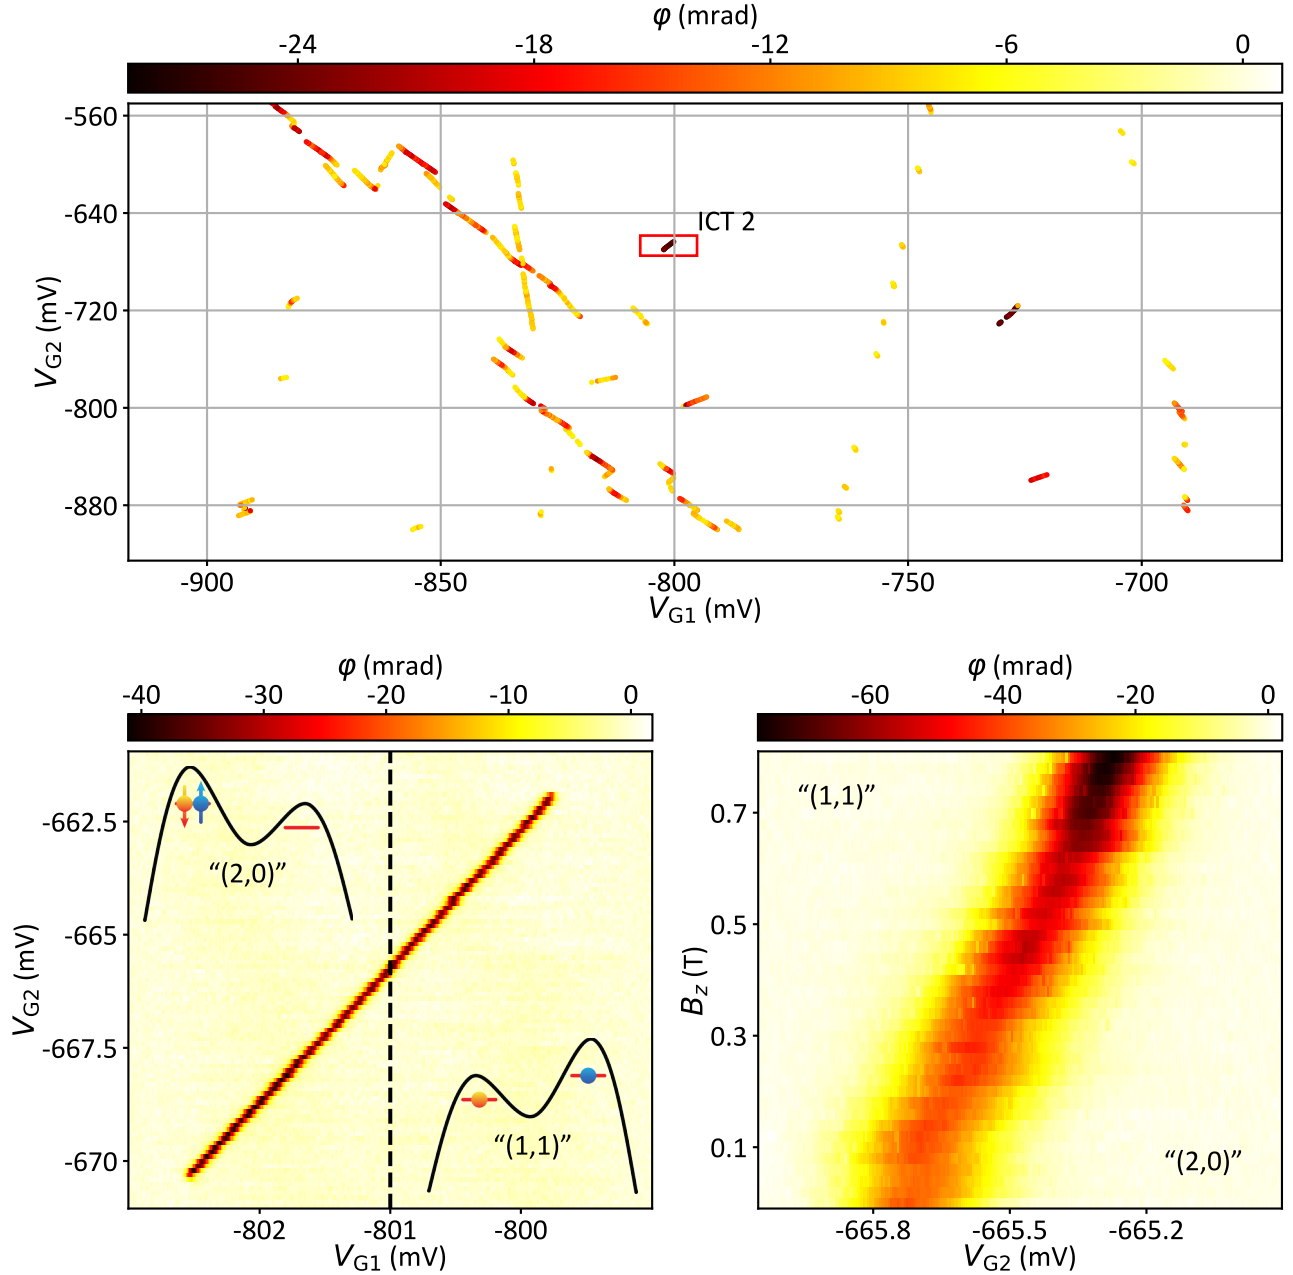 φ (mrad)
-24 -18 -12 -6 0
-560
-640
-720
-800
-880
V_G2 (mV)
ICT 2
-900 -850 -800 -750 -700
V_G1 (mV)
φ (mrad)
-40 -30 -20 -10 0
-662.5
-665
-667.5
-670
V_G2 (mV)
“(2,0)”
“(1,1)”
-802 -801 -800
V_G1 (mV)
φ (mrad)
-60 -40 -20 0
0.7
0.5
0.3
0.1
B_z (T)
“(1,1)”
“(2,0)”
-665.8 -665.5 -665.2
V_G2 (mV)